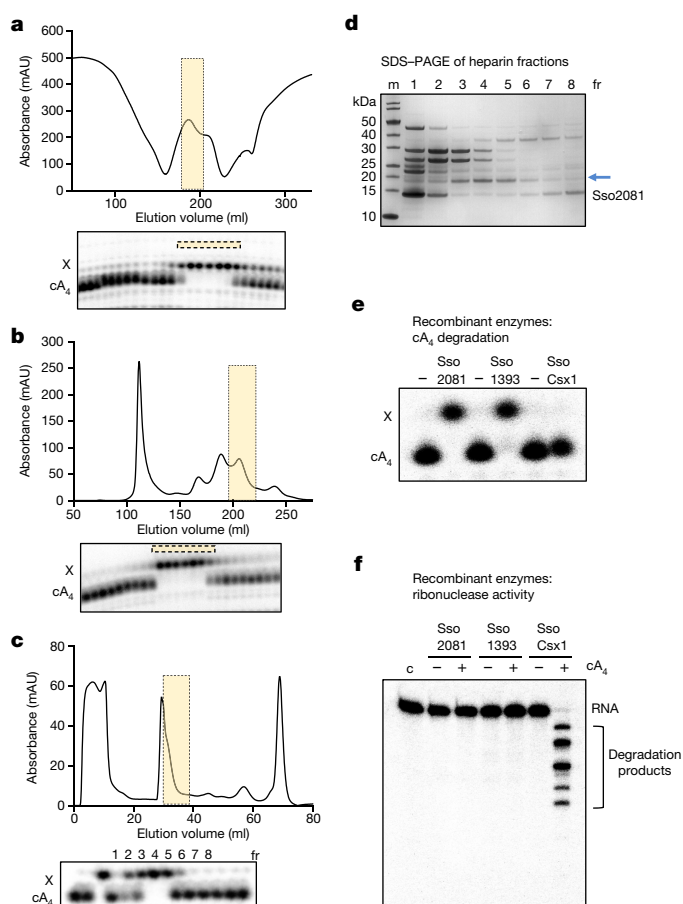 a
600
500
400
300
200
100
0
Absorbance (mAU)
100 200 300
Elution volume (ml)
X
cA4
b
300
250
200
150
100
50
0
Absorbance (mAU)
50 100 150 200 250
Elution volume (ml)
X
cA4
c
80
60
40
20
0
Absorbance (mAU)
0 20 40 60 80
Elution volume (ml)
1 2 3 4 5 6 7 8 fr
X
cA4
d
SDS–PAGE of heparin fractions
m 1 2 3 4 5 6 7 8 fr
kDa
50
40
30
25
20
15
10
Sso2081
e
Recombinant enzymes:
cA4 degradation
Sso Sso Sso
– 2081 – 1393 – Csx1
X
cA4
f
Recombinant enzymes:
ribonuclease activity
Sso Sso Sso
2081 1393 Csx1
c – + – + – + cA4
RNA
Degradation
products